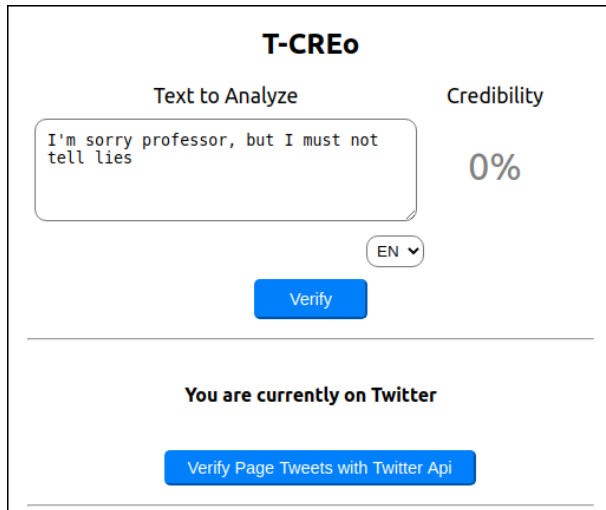 T-CREo
Text to Analyze
Credibility
I'm sorry professor, but I must not
tell lies
0%
EN
Verify
You are currently on Twitter
Verify Page Tweets with Twitter Api